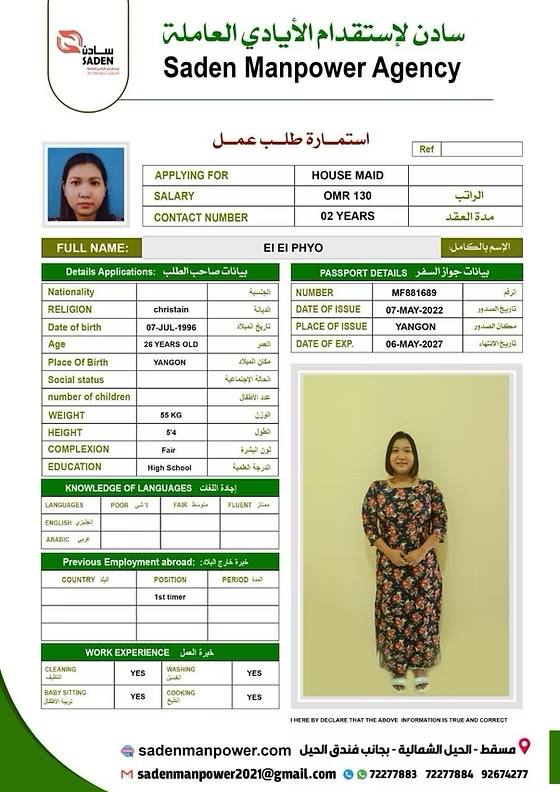 سادن
SADEN
سادن لإستقدام الأيادي العاملة
Saden Manpower Agency
استمارة طلب عمل
Ref
APPLYING FOR HOUSE MAID
SALARY OMR 130 الراتب
CONTACT NUMBER 02 YEARS مدة العقد
FULL NAME: EI EI PHYO الإسم بالكامل:
Details Applications: بيانات صاحب الطلب
Nationality الجنسية
RELIGION christain الديانة
Date of birth 07-JUL-1996 تاريخ الميلاد
Age 26 YEARS OLD العمر
Place Of Birth YANGON مكان الميلاد
Social status الحالة الإجتماعية
number of children عدد الأطفال
WEIGHT 55 KG الوزن
HEIGHT 5'4 الطول
COMPLEXION Fair لون البشرة
EDUCATION High School الدرجة العلمية
PASSPORT DETAILS بيانات جواز السفر
NUMBER MF881689 الرقم
DATE OF ISSUE 07-MAY-2022 تاريخ الصدور
PLACE OF ISSUE YANGON مكان الصدور
DATE OF EXP. 06-MAY-2027 تاريخ الإنتهاء
KNOWLEDGE OF LANGUAGES إجادة اللغات
LANGUAGES POOR لا شئ FAIR متوسط FLUENT ممتاز
ENGLISH إنجليزي
ARABIC عربي
Previous Employment abroad: خبرة خارج البلاد:
COUNTRY البلد POSITION PERIOD المدة
1st timer
WORK EXPERIENCE خبرة العمل
CLEANING التنظيف YES WASHING الغسيل YES
BABY SITTING تربية الاطفال YES COOKING الطبخ YES
I HERE BY DECLARE THAT THE ABOVE INFORMATION IS TRUE AND CORRECT
sadenmanpower.com مسقط - الحيل الشمالية - بجانب فندق الحيل
sadenmanpower2021@gmail.com 72277883 72277884 92674277